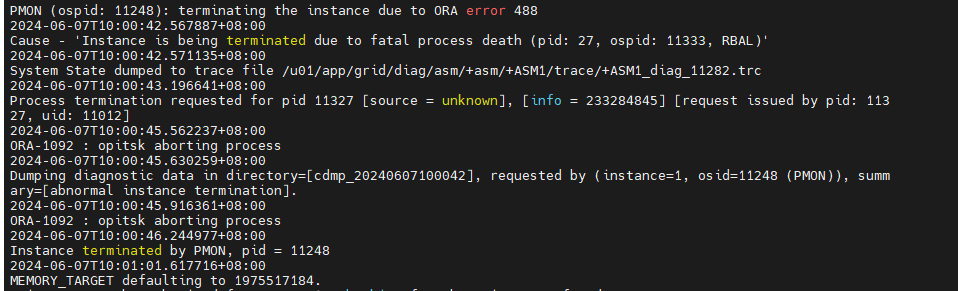 PMON (ospid: 11248): terminating the instance due to ORA error 488
2024-06-07T10:00:42.567887+08:00
Cause - 'Instance is being terminated due to fatal process death (pid: 27, ospid: 11333, RBAL)'
2024-06-07T10:00:42.571135+08:00
System State dumped to trace file /u01/app/grid/diag/asm/+asm/+ASM1/trace/+ASM1_diag_11282.trc
2024-06-07T10:00:43.196641+08:00
Process termination requested for pid 11327 [source = unknown], [info = 233284845] [request issued by pid: 113
27, uid: 11012]
2024-06-07T10:00:45.562237+08:00
ORA-1092 : opitsk aborting process
2024-06-07T10:00:45.630259+08:00
Dumping diagnostic data in directory=[cdmp_20240607100042], requested by (instance=1, osid=11248 (PMON)), summ
ary=[abnormal instance termination].
2024-06-07T10:00:45.916361+08:00
ORA-1092 : opitsk aborting process
2024-06-07T10:00:46.244977+08:00
Instance terminated by PMON, pid = 11248
2024-06-07T10:01:01.617716+08:00
MEMORY_TARGET defaulting to 1975517184.